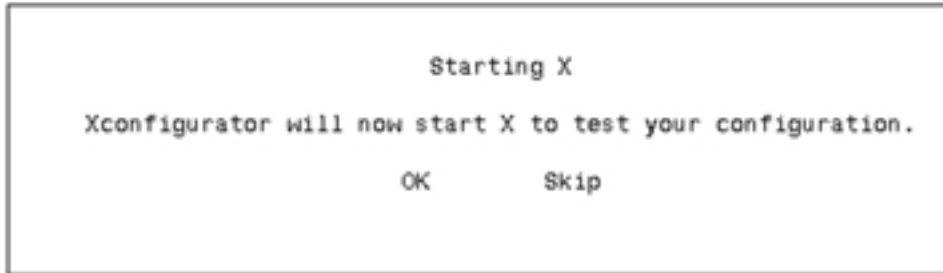 Starting X
Xconfigurator will now start X to test your configuration.
OK Skip